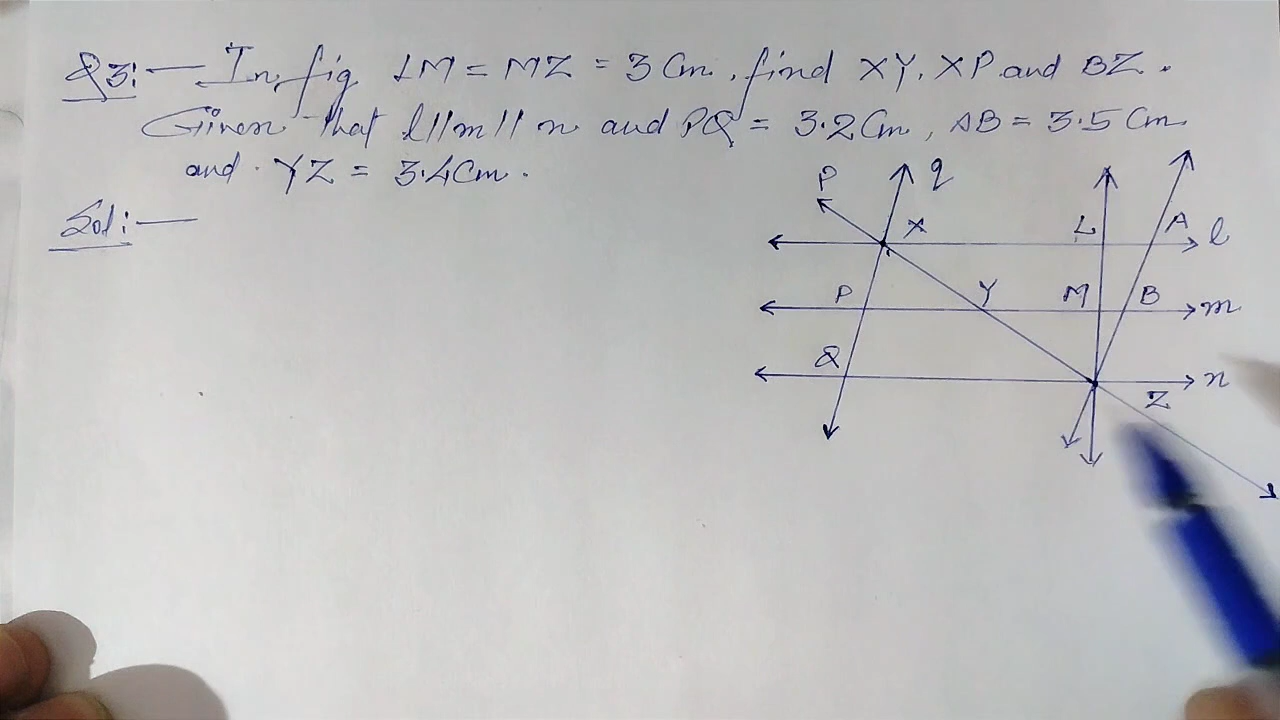 Q3:— In fig LM = MZ = 3 Cm, find XY, XP and BZ.
Given that l||m|| n and PQ = 3.2 Cm, AB = 3.5 Cm
and. YZ = 3.4 Cm.
Sol:—
P q
X L A l
P Y M B m
Q n
Z